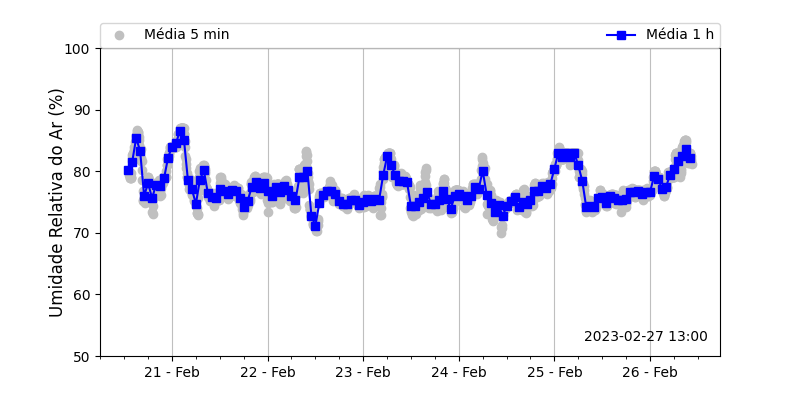 Média 5 min
Média 1 h
Umidade Relativa do Ar (%)
100
90
80
70
60
50
2023-02-27 13:00
21 - Feb
22 - Feb
23 - Feb
24 - Feb
25 - Feb
26 - Feb